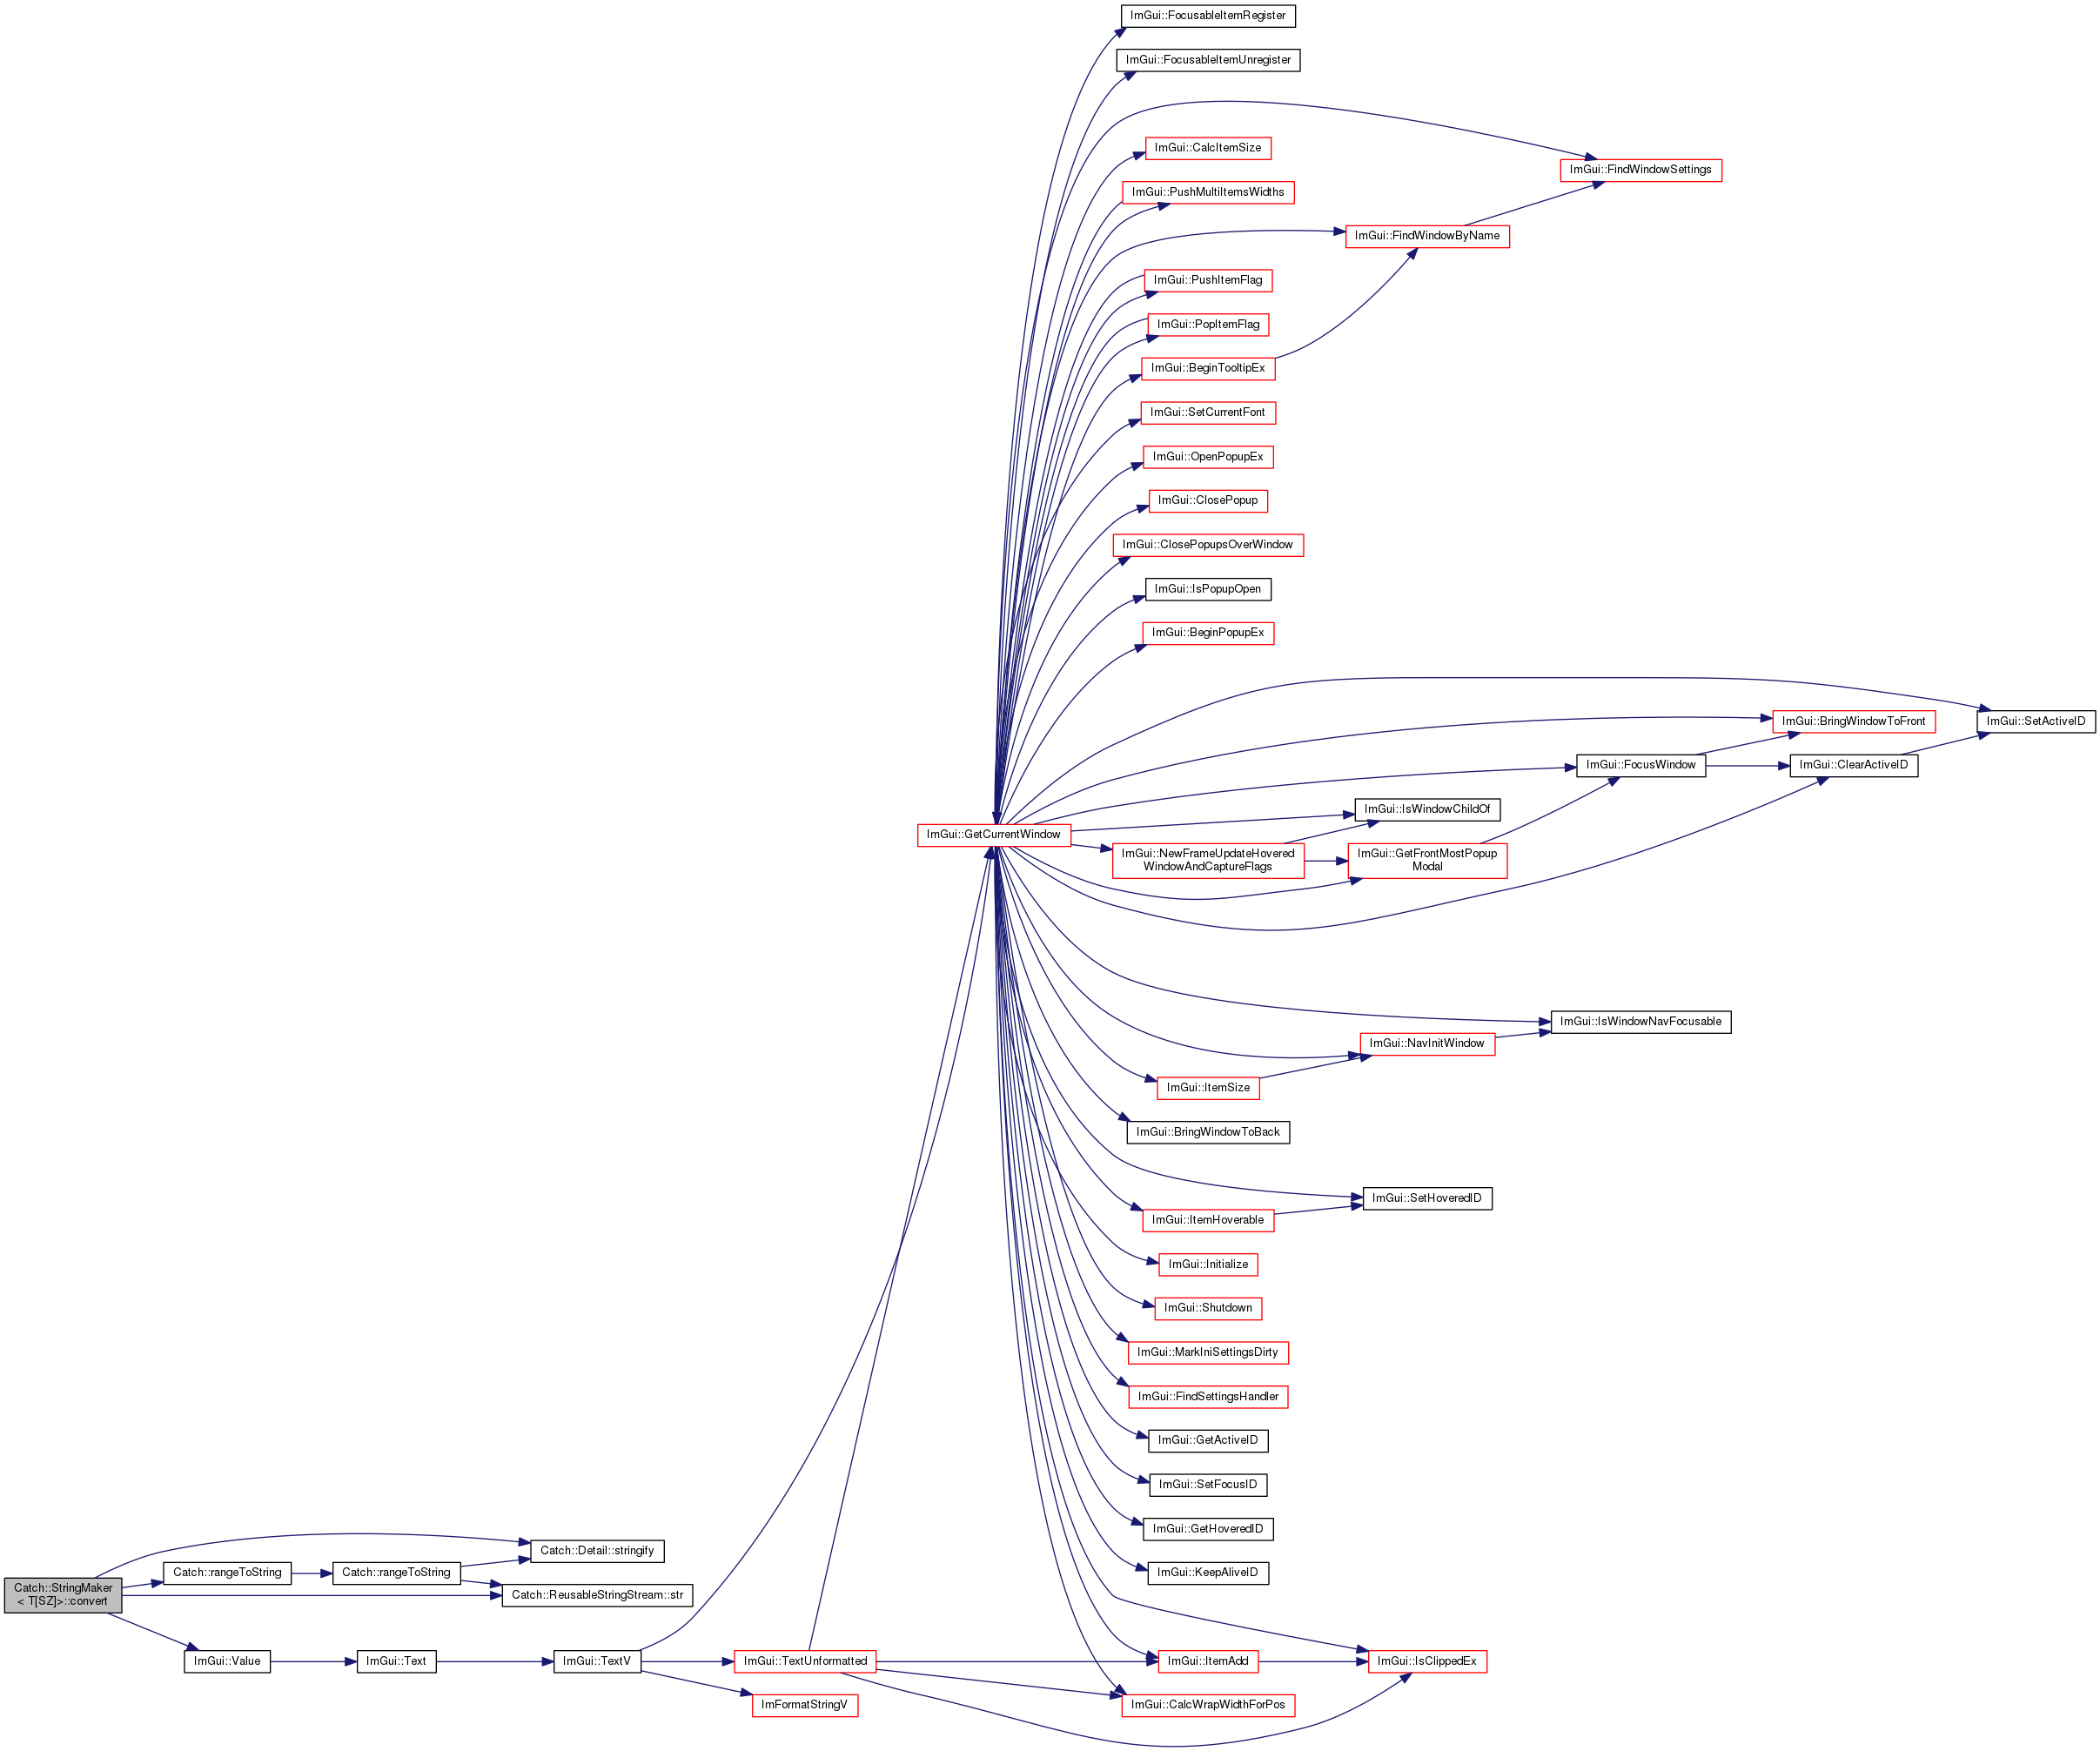 ImGui::FocusableItemRegister
ImGui::FocusableItemUnregister
ImGui::CalcItemSize
ImGui::FindWindowSettings
ImGui::PushMultiItemsWidths
ImGui::FindWindowByName
ImGui::PushItemFlag
ImGui::PopItemFlag
ImGui::BeginTooltipEx
ImGui::SetCurrentFont
ImGui::OpenPopupEx
ImGui::ClosePopup
ImGui::ClosePopupsOverWindow
ImGui::IsPopupOpen
ImGui::BeginPopupEx
ImGui::BringWindowToFront
ImGui::SetActiveID
ImGui::FocusWindow
ImGui::ClearActiveID
ImGui::IsWindowChildOf
ImGui::GetCurrentWindow
ImGui::NewFrameUpdateHovered
WindowAndCaptureFlags
ImGui::GetFrontMostPopup
Modal
ImGui::IsWindowNavFocusable
ImGui::NavInitWindow
ImGui::ItemSize
ImGui::BringWindowToBack
ImGui::SetHoveredID
ImGui::ItemHoverable
ImGui::Initialize
ImGui::Shutdown
ImGui::MarkIniSettingsDirty
ImGui::FindSettingsHandler
ImGui::GetActiveID
ImGui::SetFocusID
ImGui::GetHoveredID
Catch::Detail::stringify
Catch::rangeToString
Catch::rangeToString
ImGui::KeepAliveID
Catch::StringMaker
< T[SZ]>::convert
Catch::ReusableStringStream::str
ImGui::Value
ImGui::Text
ImGui::TextV
ImGui::TextUnformatted
ImGui::ItemAdd
ImGui::IsClippedEx
ImFormatStringV
ImGui::CalcWrapWidthForPos